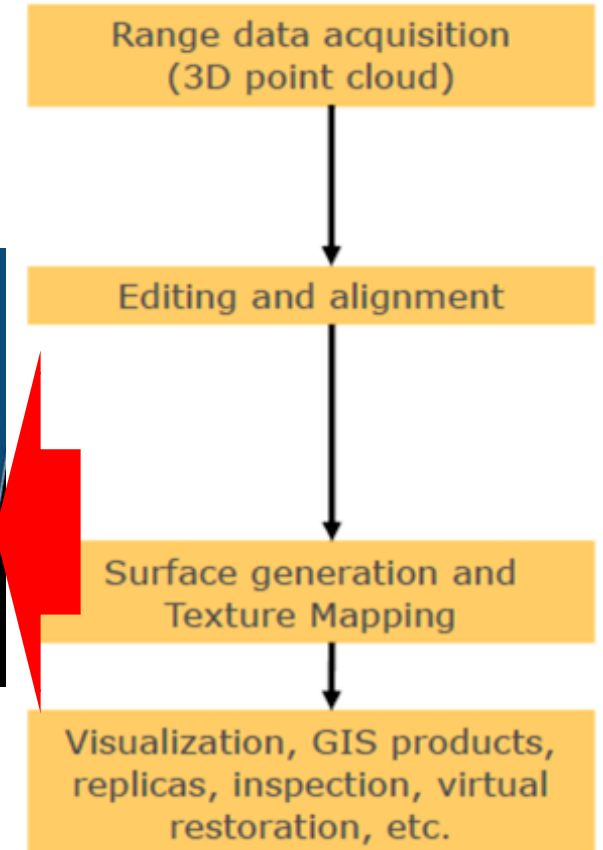 Range data acquisition
(3D point cloud)
Editing and alignment
Surface generation and
Texture Mapping
Visualization, GIS products,
replicas, inspection, virtual
restoration, etc.